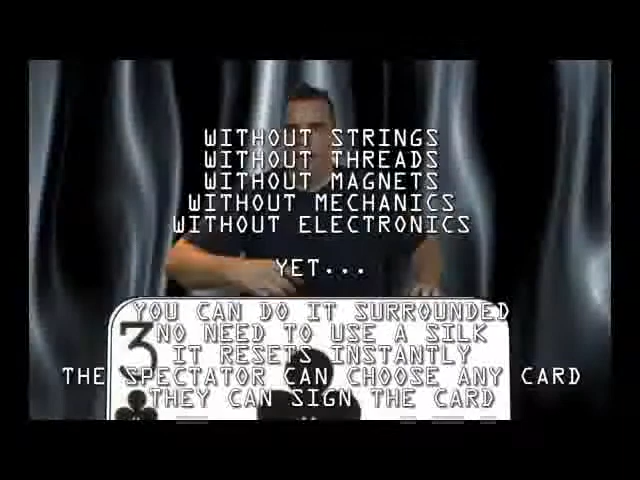 WITHOUT STRINGS
WITHOUT THREADS
WITHOUT MAGNETS
WITHOUT MECHANICS
WITHOUT ELECTRONICS
YET...
YOU CAN DO IT SURROUNDED
NO NEED TO USE A SILK
IT RESETS INSTANTLY
THE SPECTATOR CAN CHOOSE ANY CARD
THEY CAN SIGN THE CARD
3